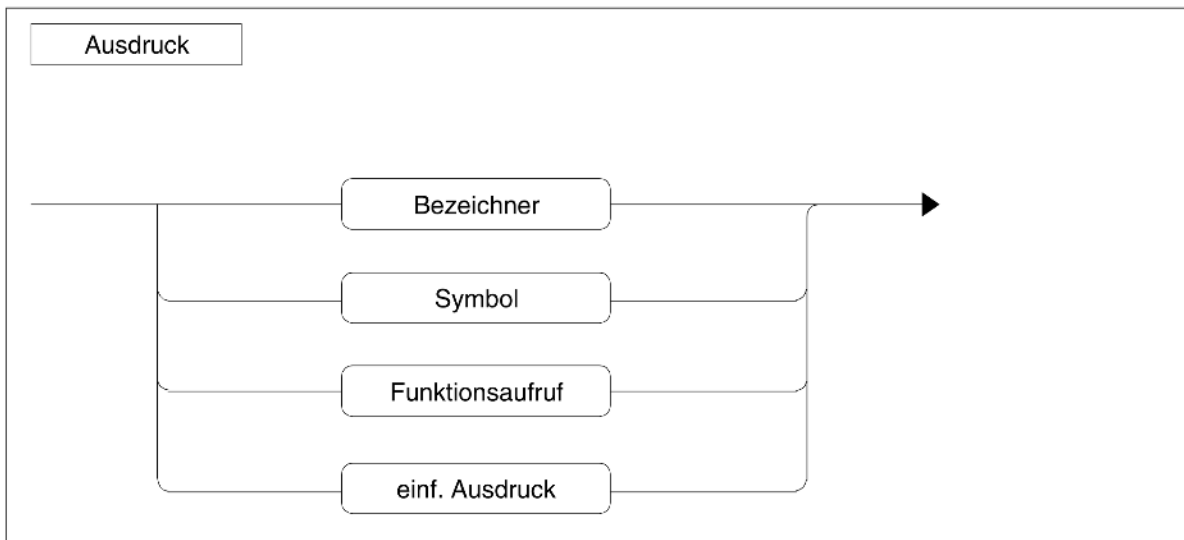 Ausdruck
Bezeichner
Symbol
Funktionsaufruf
einf. Ausdruck